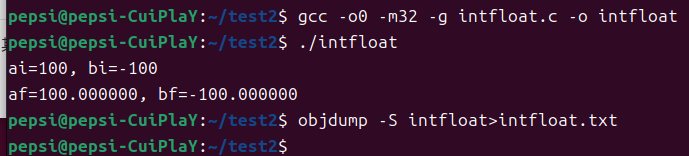 pepsi@pepsi-CuiPlaY:~/test2$ gcc -o0 -m32 -g intfloat.c -o intfloat
pepsi@pepsi-CuiPlaY:~/test2$ ./intfloat
ai=100, bi=-100
af=100.000000, bf=-100.000000
pepsi@pepsi-CuiPlaY:~/test2$ objdump -S intfloat>intfloat.txt
pepsi@pepsi-CuiPlaY:~/test2$